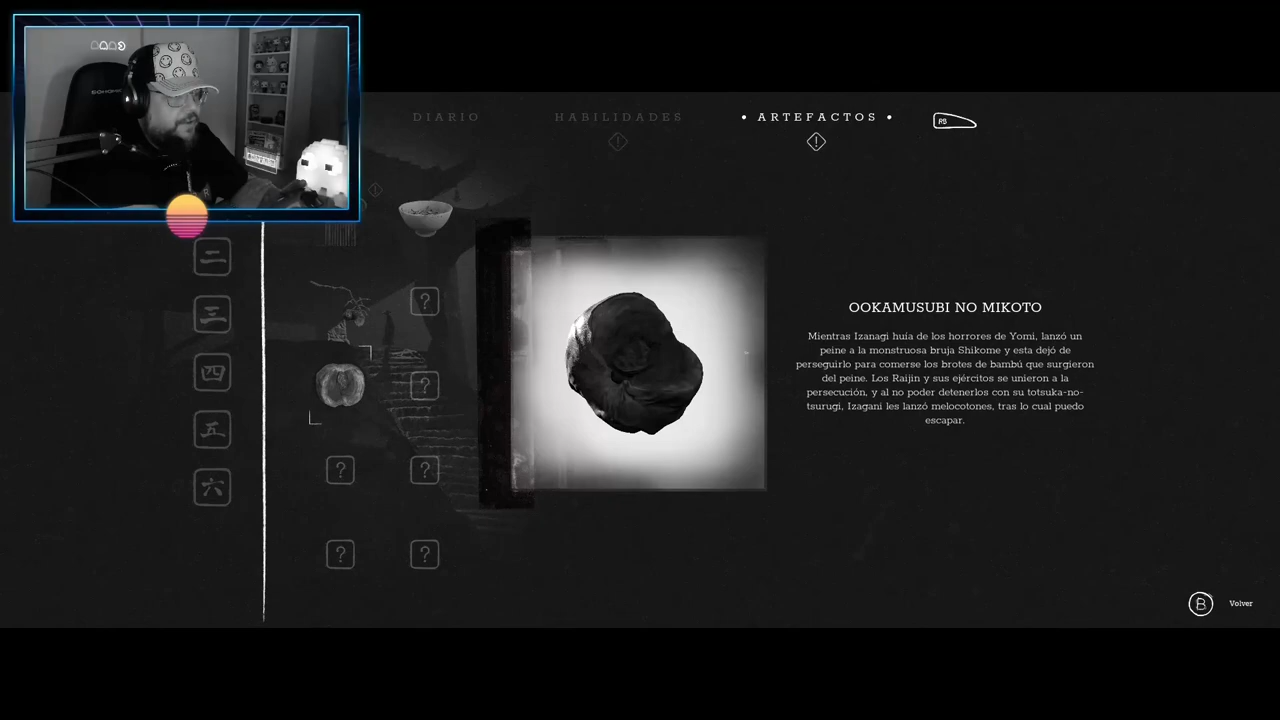 DIARIO
HABILIDADES
• ARTEFACTOS •
RB
!
!
!
二
三
四
五
六
?
?
?
?
?
?
OOKAMUSUBI NO MIKOTO
Mientras Izanagi huía de los horrores de Yomi, lanzó un
peine a la monstruosa bruja Shikome y esta dejó de
perseguirlo para comerse los brotes de bambú que surgieron
del peine. Los Raijin y sus ejércitos se unieron a la
persecución, y al no poder detenerlos con su totsuka-no-
tsurugi, Izagani les lanzó melocotones, tras lo cual puedo
escapar.
B
Volver